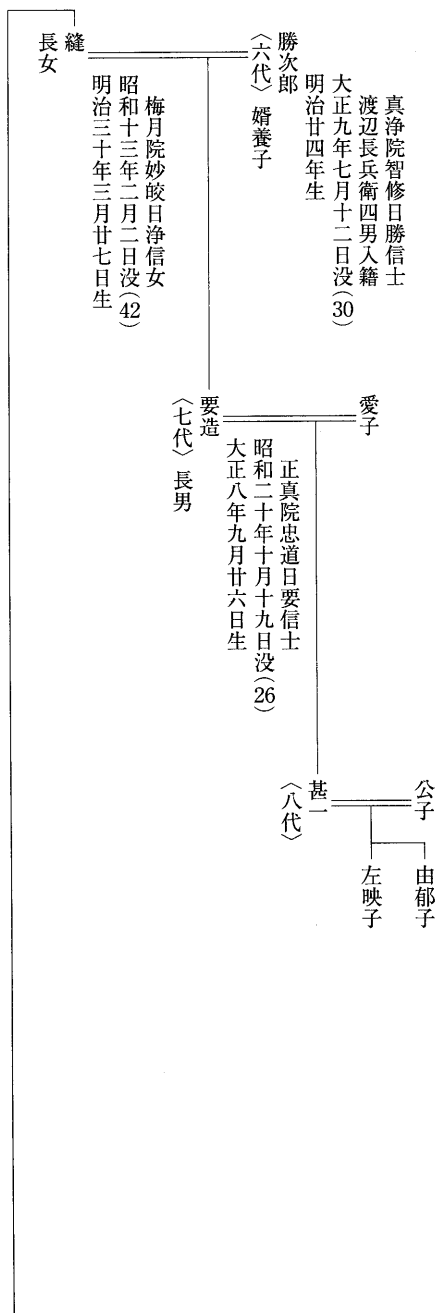 真浄院智修日勝信士
渡辺長兵衛四男入籍
大正九年七月十二日没(30)
明治廿四年生
勝次郎
〈六代〉婿養子
梅月院妙皎日浄信女
昭和十三年二月二日没(42)
明治三十年三月廿七日生
縫
長女
愛子
正真院忠道日要信士
昭和二十年十月十九日没(26)
大正八年九月廿六日生
要造
〈七代〉長男
公子
甚一
〈八代〉
由郁子
左映子